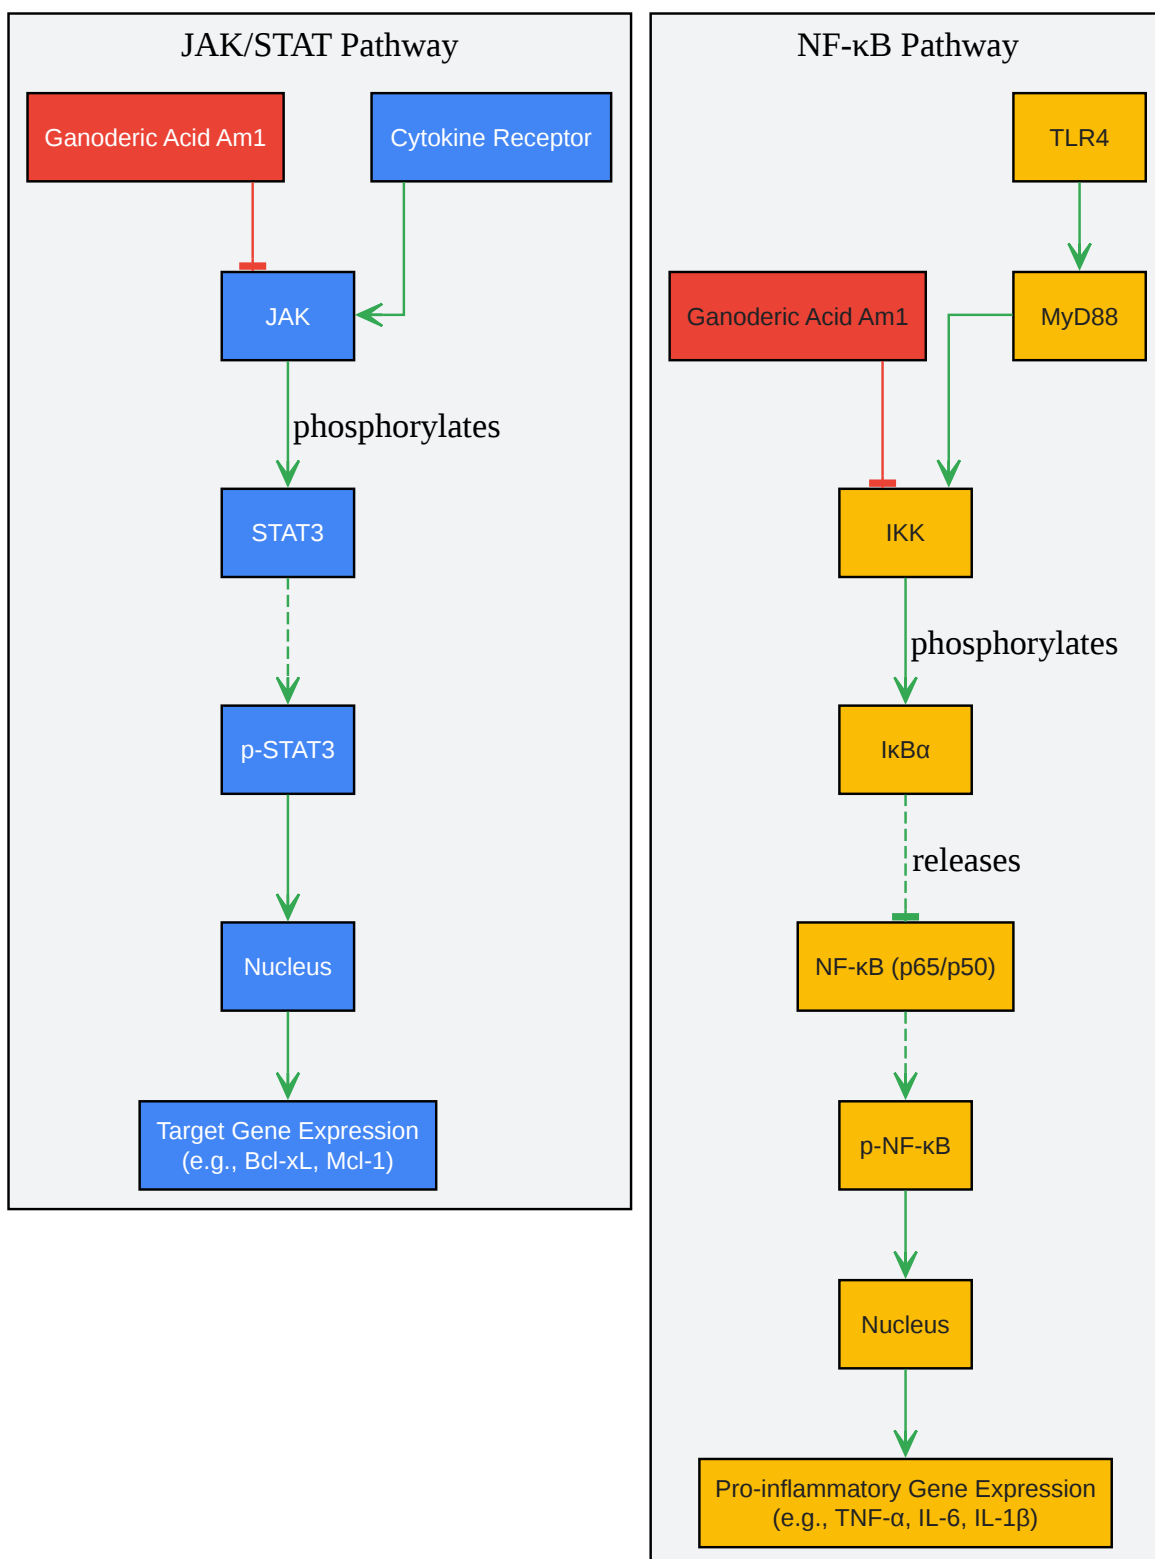 JAK/STAT Pathway
Ganoderic Acid Am1
Cytokine Receptor
JAK
phosphorylates
STAT3
p-STAT3
Nucleus
Target Gene Expression
(e.g., Bcl-xL, Mcl-1)
NF-κB Pathway
TLR4
Ganoderic Acid Am1
MyD88
IKK
phosphorylates
IκBα
releases
NF-κB (p65/p50)
p-NF-κB
Nucleus
Pro-inflammatory Gene Expression
(e.g., TNF-α, IL-6, IL-1β)